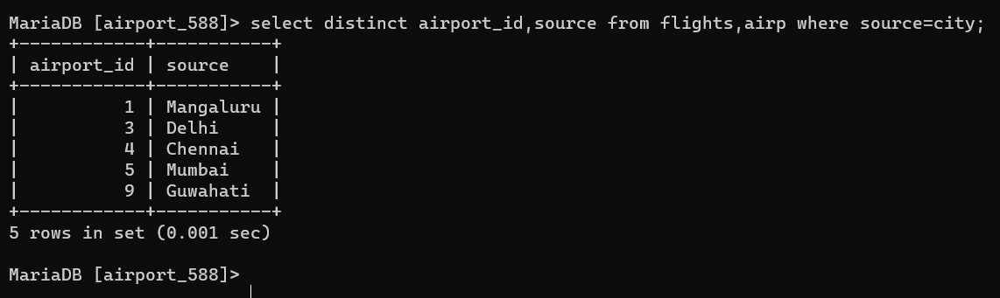 MariaDB [airport_588]> select distinct airport_id,source from flights,airp where source=city;
+------------+-----------+
| airport_id | source    |
+------------+-----------+
|          1 | Mangaluru |
|          3 | Delhi     |
|          4 | Chennai   |
|          5 | Mumbai    |
|          9 | Guwahati  |
+------------+-----------+
5 rows in set (0.001 sec)
MariaDB [airport_588]>